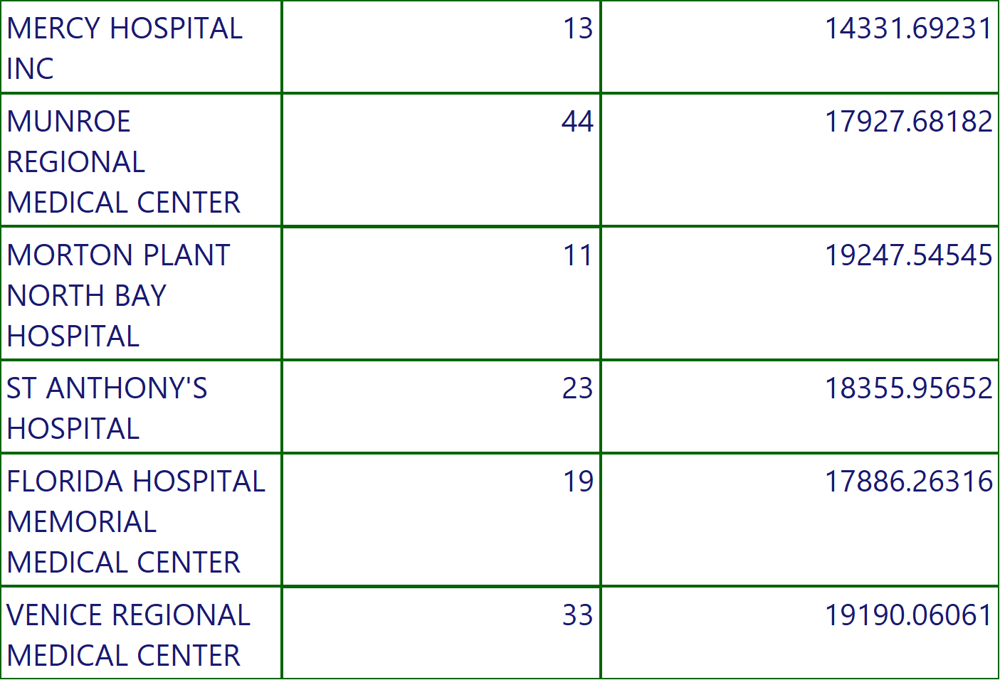 MERCY HOSPITAL 13 14331.69231
INC
MUNROE 44 17927.68182
REGIONAL
MEDICAL CENTER
MORTON PLANT 11 19247.54545
NORTH BAY
HOSPITAL
ST ANTHONY'S 23 18355.95652
HOSPITAL
FLORIDA HOSPITAL 19 17886.26316
MEMORIAL
MEDICAL CENTER
VENICE REGIONAL 33 19190.06061
MEDICAL CENTER